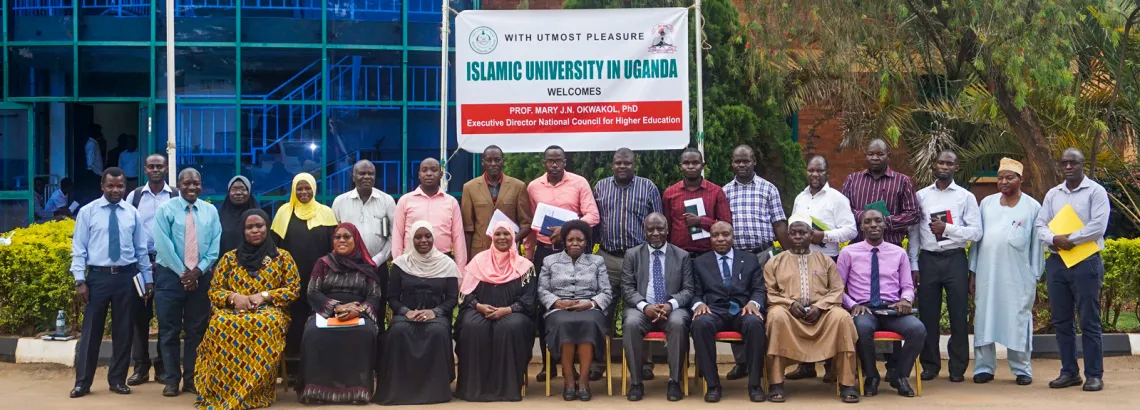 WITH UTMOST PLEASURE
ISLAMIC UNIVERSITY IN UGANDA
WELCOMES
PROF. MARY J.N. OKWAKOL, PhD
Executive Director National Council for Higher Education